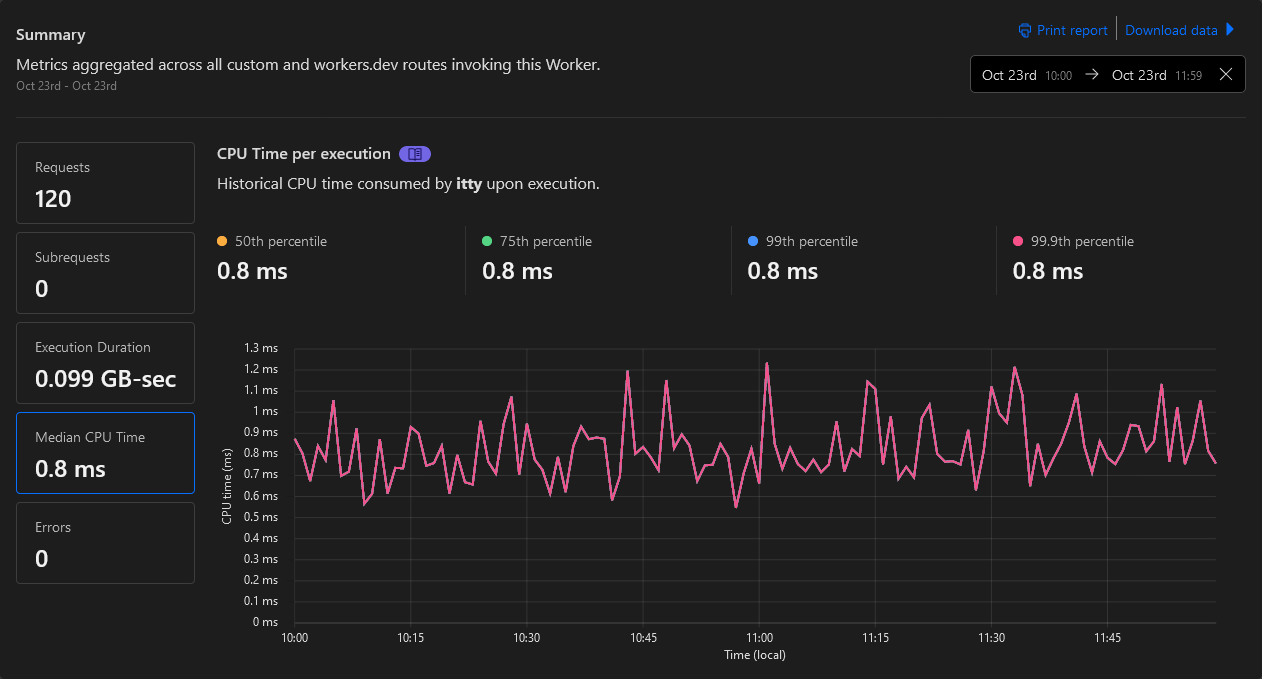 Summary
Print report
Download data
Metrics aggregated across all custom and workers.dev routes invoking this Worker.
Oct 23rd - Oct 23rd
Oct 23rd 10:00 → Oct 23rd 11:59
Requests
120
Subrequests
0
Execution Duration
0.099 GB-sec
Median CPU Time
0.8 ms
Errors
0
CPU Time per execution
Historical CPU time consumed by itty upon execution.
50th percentile
0.8 ms
75th percentile
0.8 ms
99th percentile
0.8 ms
99.9th percentile
0.8 ms
CPU time (ms)
1.3 ms
1.2 ms
1.1 ms
1 ms
0.9 ms
0.8 ms
0.7 ms
0.6 ms
0.5 ms
0.4 ms
0.3 ms
0.2 ms
0.1 ms
0 ms
10:00 10:15 10:30 10:45 11:00 11:15 11:30 11:45
Time (local)